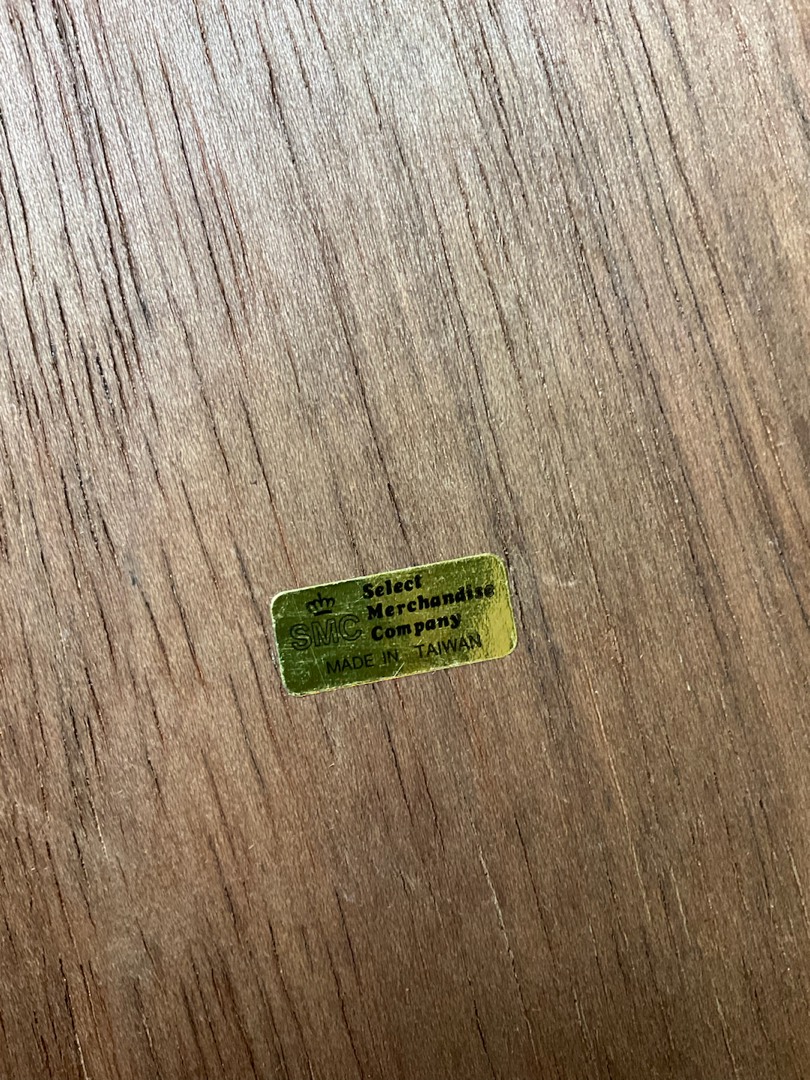 Select
Merchandise
SMC Company
MADE IN TAIWAN